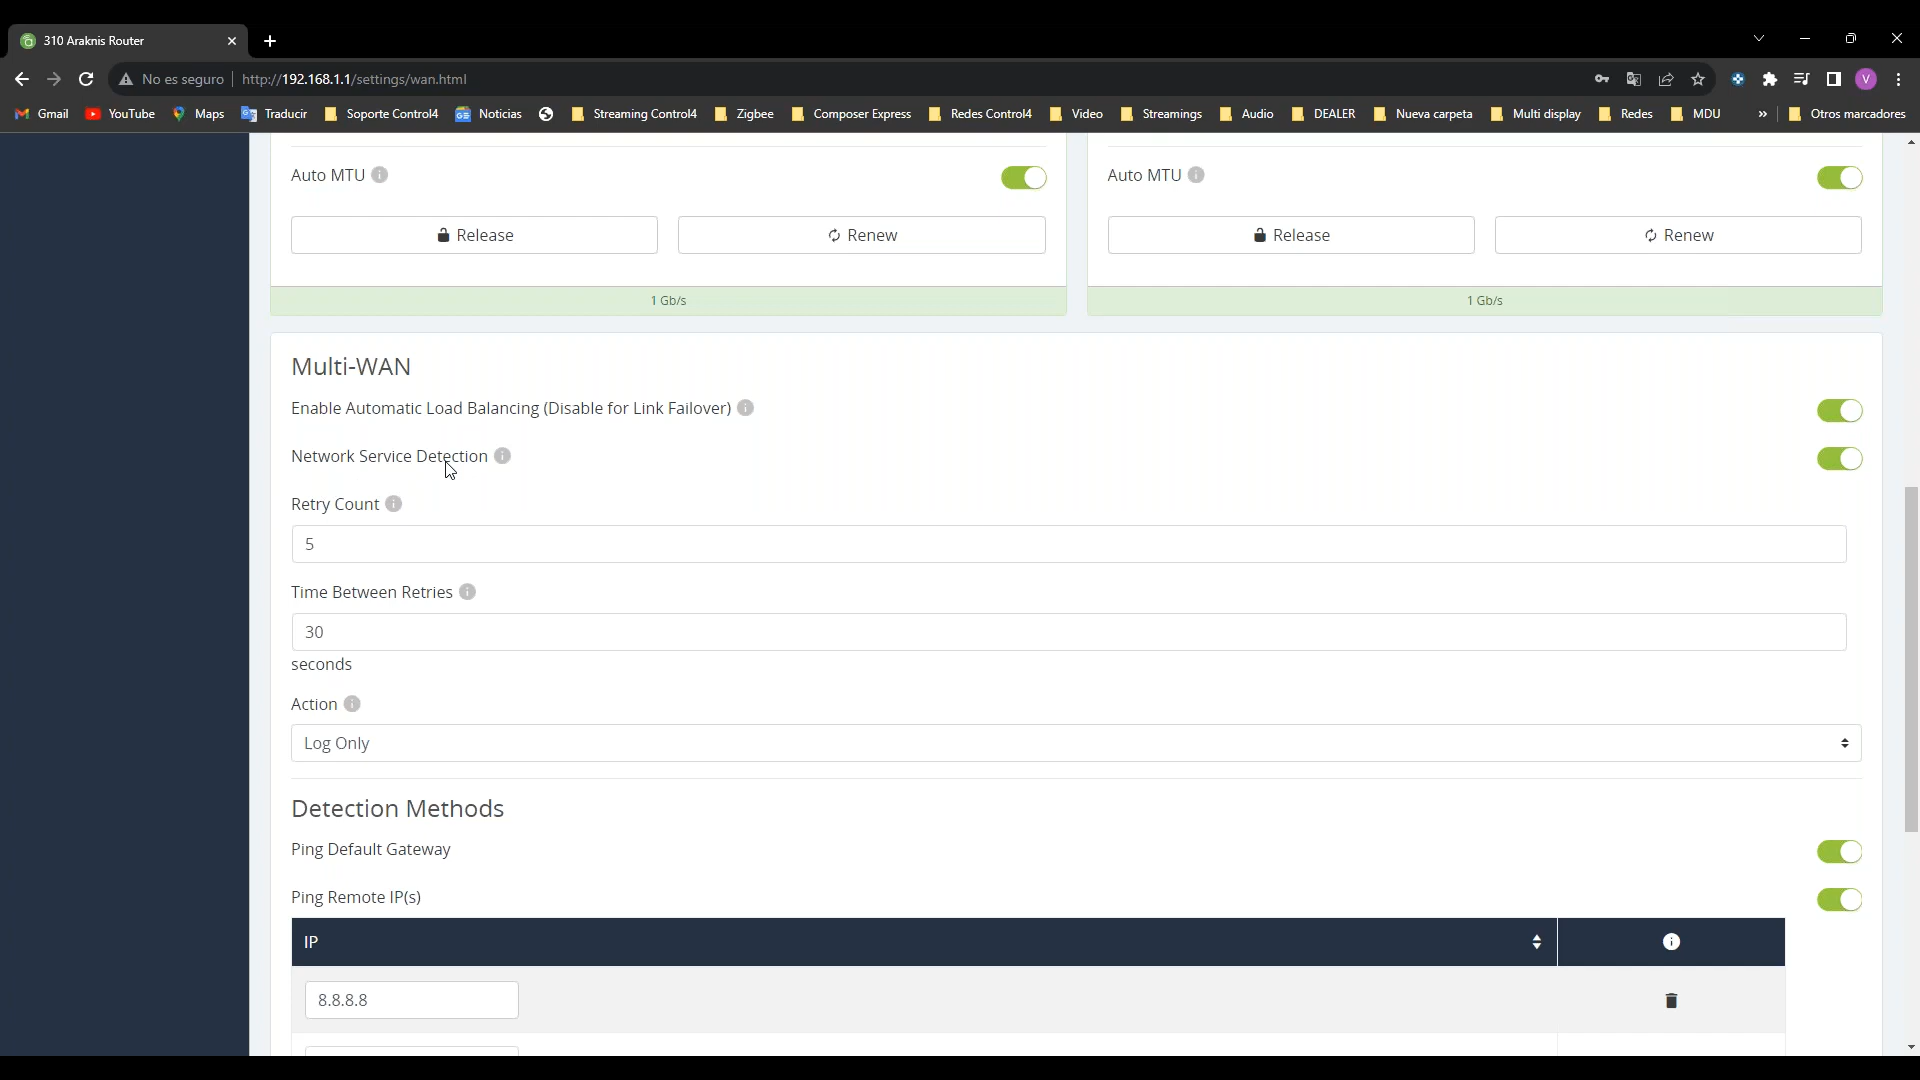 310 Araknis Router
No es seguro http://192.168.1.1/settings/wan.html
V
Gmail YouTube Maps Traducir Soporte Control4 Noticias Streaming Control4 Zigbee Composer Express Redes Control4 Video Streamings Audio DEALER Nueva carpeta Multi display Redes MDU » Otros marcadores
Auto MTU Auto MTU
Release Renew Release Renew
1 Gb/s 1 Gb/s
Multi-WAN
Enable Automatic Load Balancing (Disable for Link Failover)
Network Service Detection
Retry Count
5
Time Between Retries
30
seconds
Action
Log Only
Detection Methods
Ping Default Gateway
Ping Remote IP(s)
IP
8.8.8.8